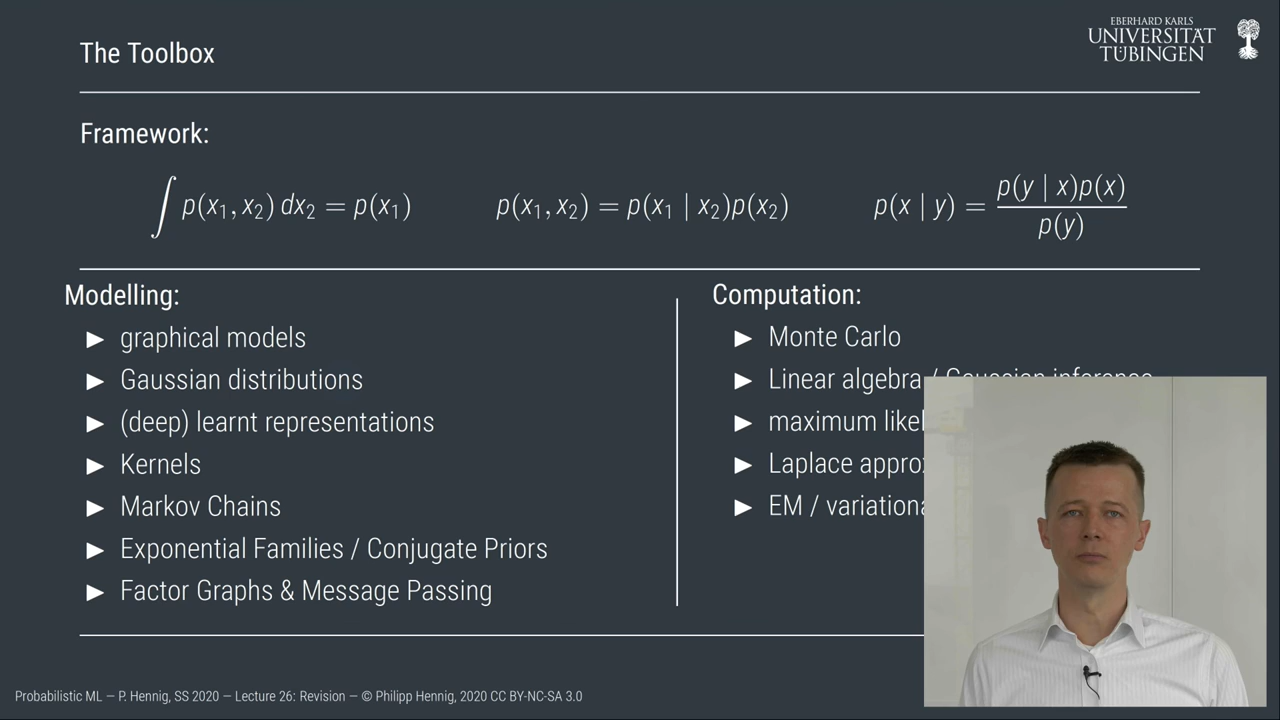 The Toolbox
EBERHARD KARLS
UNIVERSITÄT
TÜBINGEN
Framework:
∫ p(x₁, x₂) dx₂ = p(x₁)    p(x₁, x₂) = p(x₁ | x₂)p(x₂)    p(x | y) = p(y | x)p(x) / p(y)
Modelling:
▶ graphical models
▶ Gaussian distributions
▶ (deep) learnt representations
▶ Kernels
▶ Markov Chains
▶ Exponential Families / Conjugate Priors
▶ Factor Graphs & Message Passing
Computation:
▶ Monte Carlo
▶ Linear algebra / Gaussian inference
▶ maximum
▶ Laplace
▶ EM /
Probabilistic ML — P. Hennig, SS 2020 — Lecture 26: Revision — © Philipp Hennig, 2020 CC BY-NC-SA 3.0